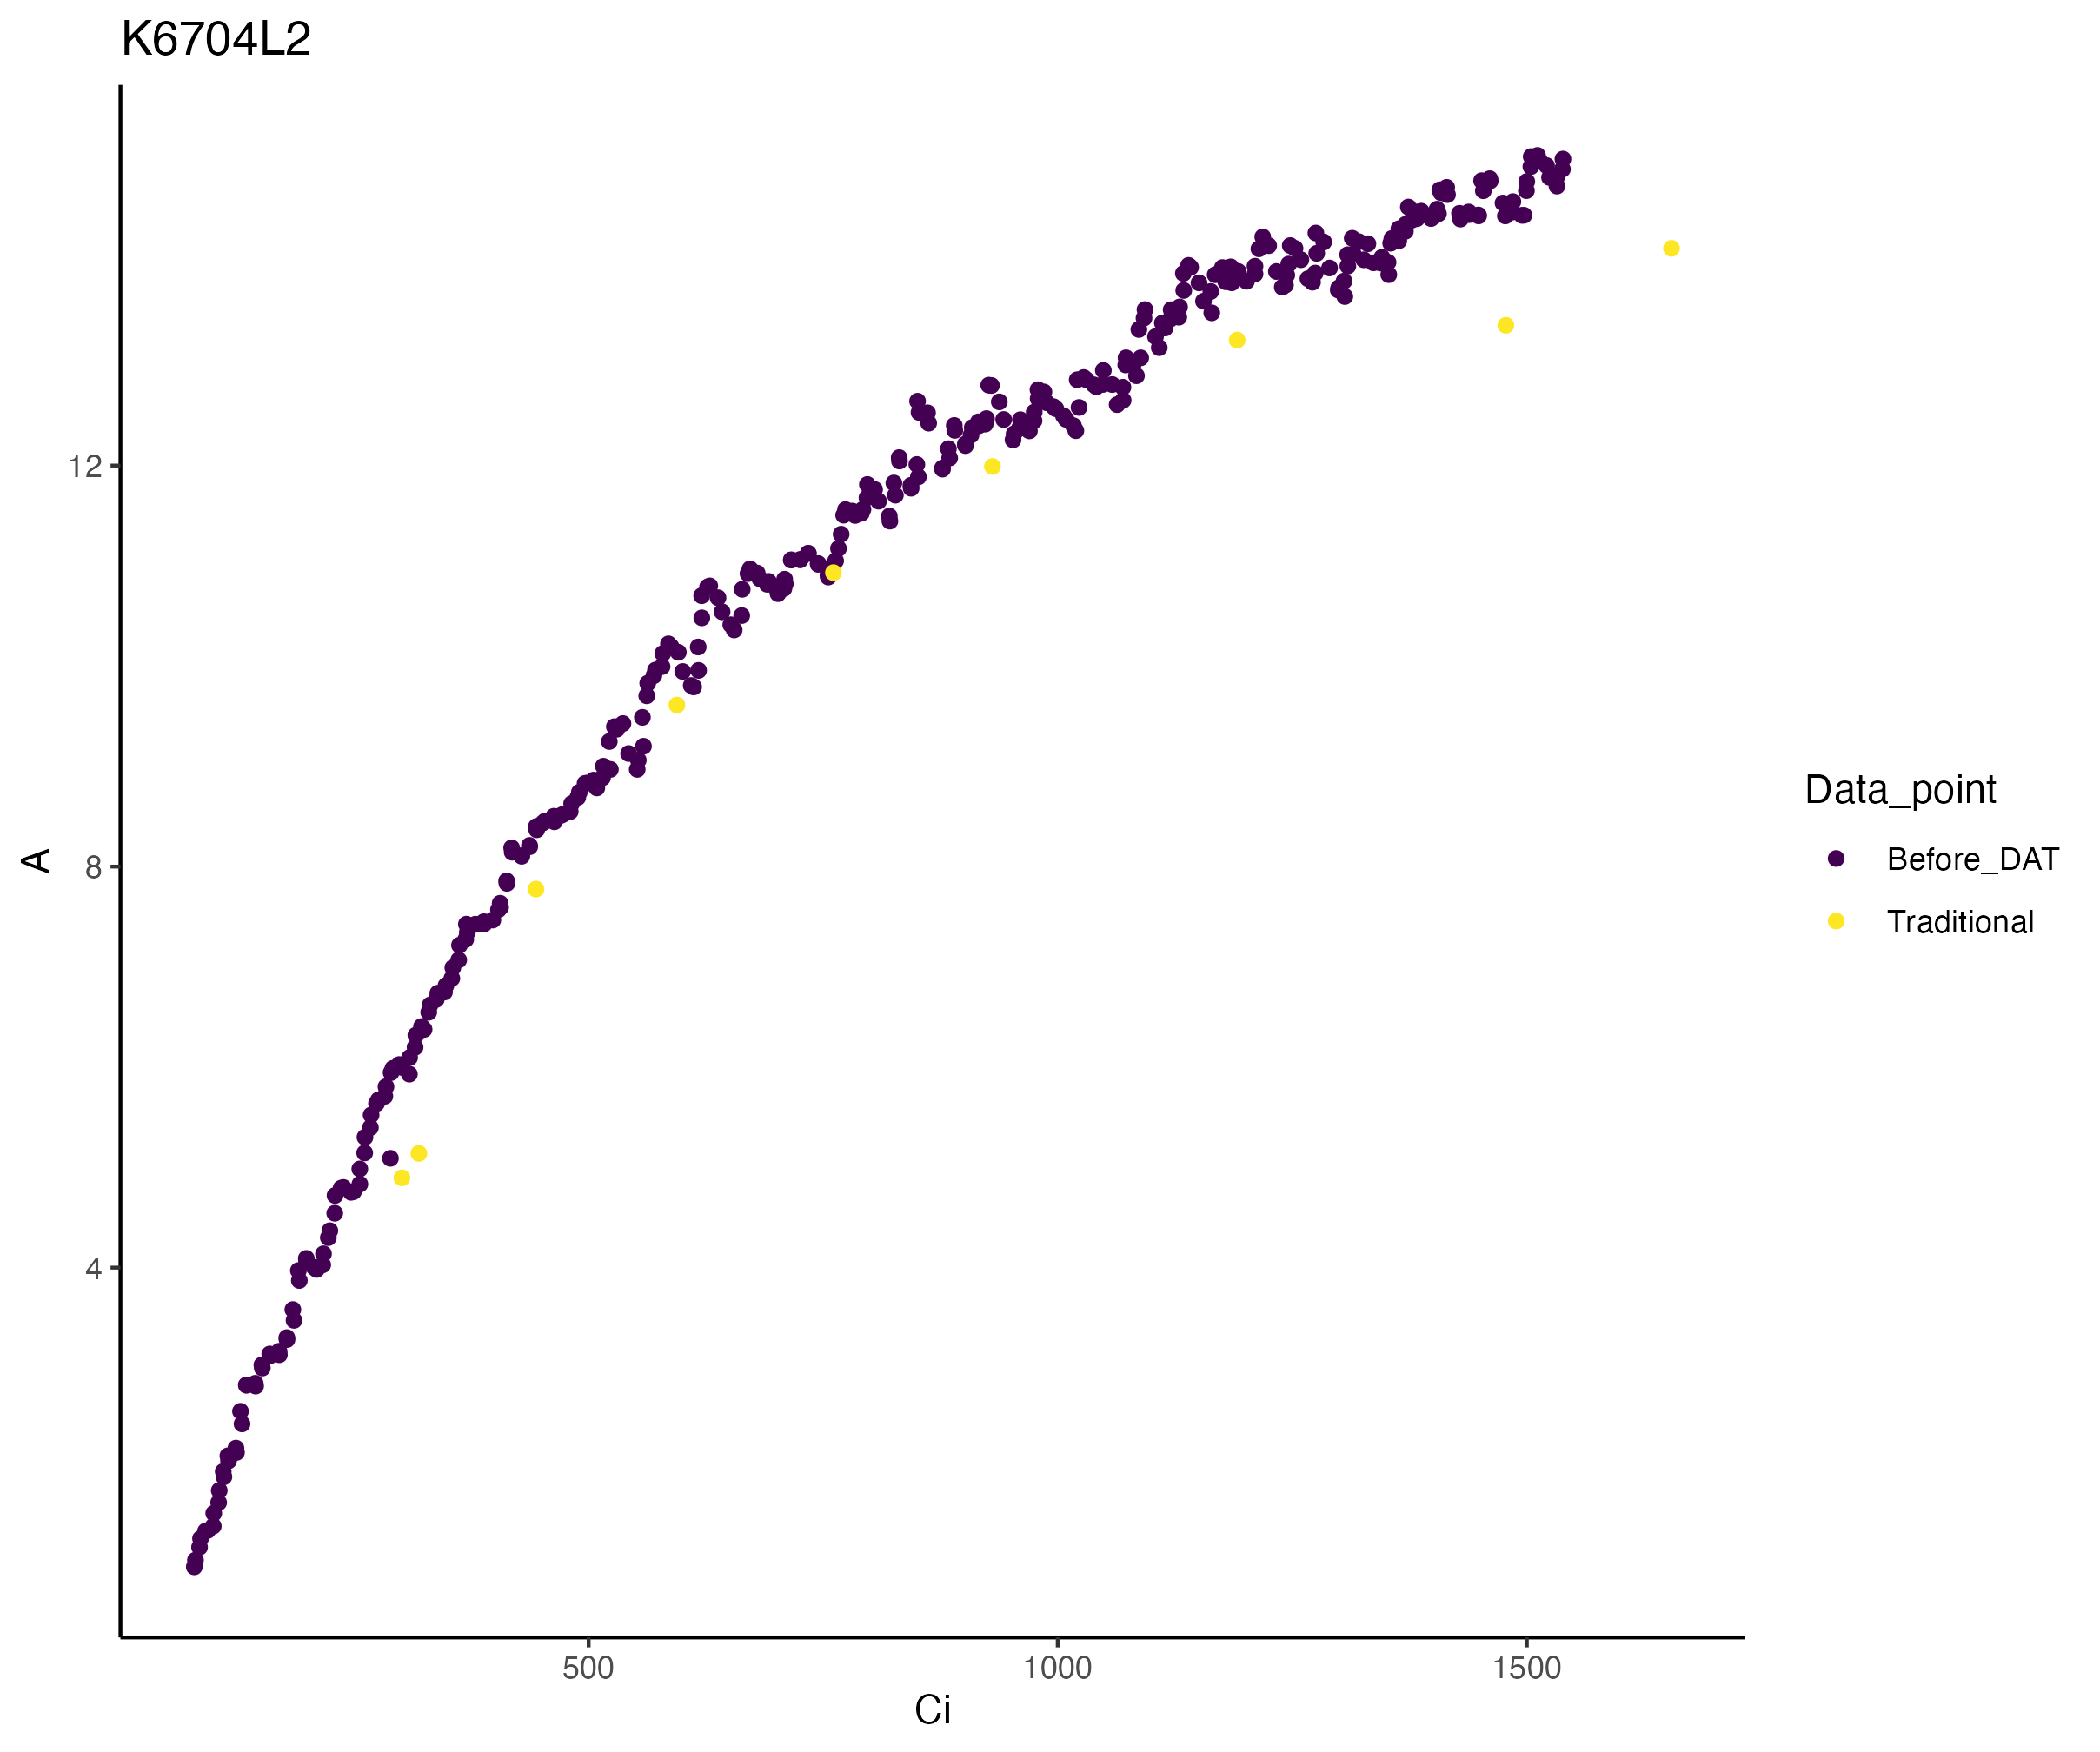 K6704L2
12
8
4
A
500
1000
1500
Ci
Data_point
Before_DAT
Traditional